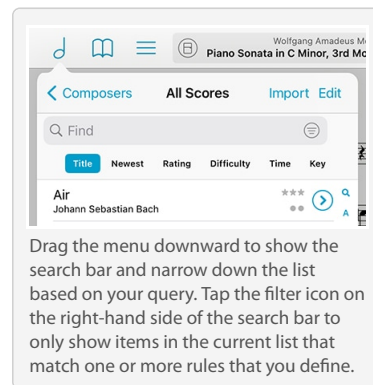 Wolfgang Amadeus
Piano Sonata in C Minor, 3rd
Composers All Scores Import Edit
Find
Title Newest Rating Difficulty Time Key
Air
Johann Sebastian Bach
A
Drag the menu downward to show the
search bar and narrow down the list
based on your query. Tap the filter icon on
the right-hand side of the search bar to
only show items in the current list that
match one or more rules that you define.